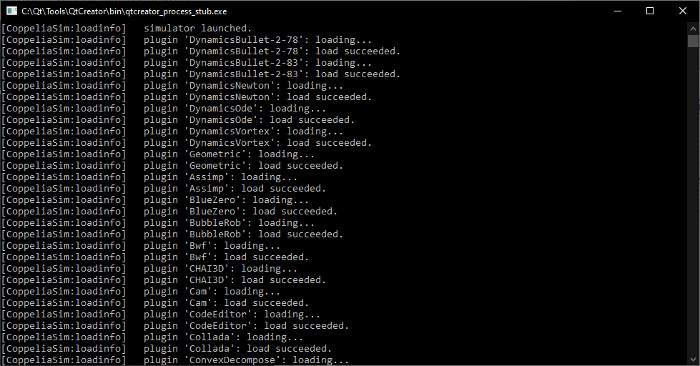 C:\Qt\Tools\QtCreator\bin\qtcreator_process_stub.exe
[CoppeliaSim:loadinfo]   simulator launched.
[CoppeliaSim:loadinfo]   plugin 'DynamicsBullet-2-78': loading...
[CoppeliaSim:loadinfo]   plugin 'DynamicsBullet-2-78': load succeeded.
[CoppeliaSim:loadinfo]   plugin 'DynamicsBullet-2-83': loading...
[CoppeliaSim:loadinfo]   plugin 'DynamicsBullet-2-83': load succeeded.
[CoppeliaSim:loadinfo]   plugin 'DynamicsNewton': loading...
[CoppeliaSim:loadinfo]   plugin 'DynamicsNewton': load succeeded.
[CoppeliaSim:loadinfo]   plugin 'DynamicsOde': loading...
[CoppeliaSim:loadinfo]   plugin 'DynamicsOde': load succeeded.
[CoppeliaSim:loadinfo]   plugin 'DynamicsVortex': loading...
[CoppeliaSim:loadinfo]   plugin 'DynamicsVortex': load succeeded.
[CoppeliaSim:loadinfo]   plugin 'Geometric': loading...
[CoppeliaSim:loadinfo]   plugin 'Geometric': load succeeded.
[CoppeliaSim:loadinfo]   plugin 'Assimp': loading...
[CoppeliaSim:loadinfo]   plugin 'Assimp': load succeeded.
[CoppeliaSim:loadinfo]   plugin 'BlueZero': loading...
[CoppeliaSim:loadinfo]   plugin 'BlueZero': load succeeded.
[CoppeliaSim:loadinfo]   plugin 'BubbleRob': loading...
[CoppeliaSim:loadinfo]   plugin 'BubbleRob': load succeeded.
[CoppeliaSim:loadinfo]   plugin 'Bwf': loading...
[CoppeliaSim:loadinfo]   plugin 'Bwf': load succeeded.
[CoppeliaSim:loadinfo]   plugin 'CHAI3D': loading...
[CoppeliaSim:loadinfo]   plugin 'CHAI3D': load succeeded.
[CoppeliaSim:loadinfo]   plugin 'Cam': loading...
[CoppeliaSim:loadinfo]   plugin 'Cam': load succeeded.
[CoppeliaSim:loadinfo]   plugin 'CodeEditor': loading...
[CoppeliaSim:loadinfo]   plugin 'CodeEditor': load succeeded.
[CoppeliaSim:loadinfo]   plugin 'Collada': loading...
[CoppeliaSim:loadinfo]   plugin 'Collada': load succeeded.
[CoppeliaSim:loadinfo]   plugin 'ConvexDecompose': loading...